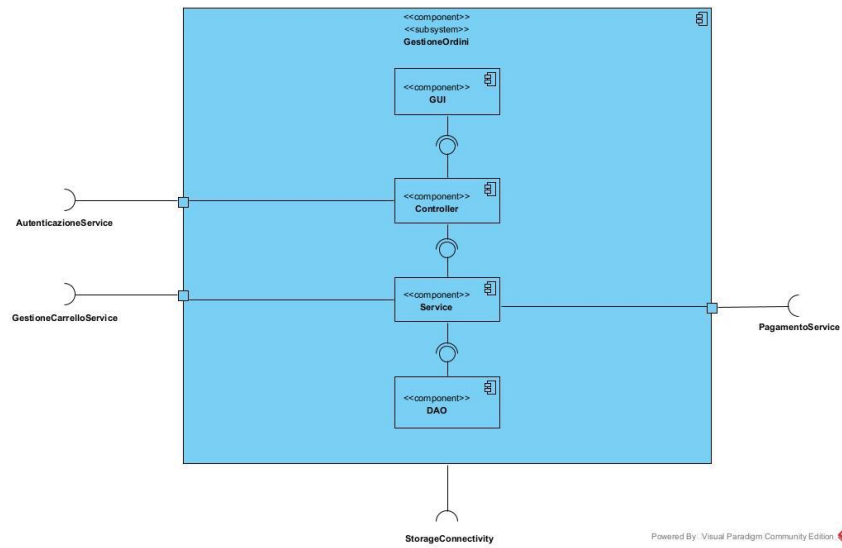 <<component>>
<<subsystem>>
GestioneOrdini
<<component>>
GUI
<<component>>
Controller
AutenticazioneService
<<component>>
Service
GestioneCarrelloService
PagamentoService
<<component>>
DAO
StorageConnectivity
Powered By: Visual Paradigm Community Edition